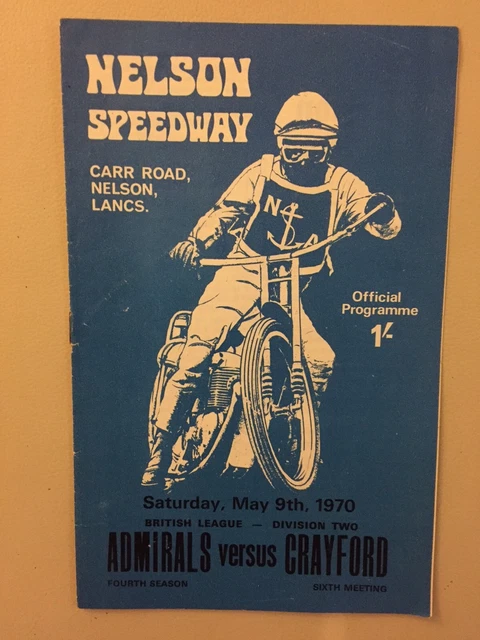 NELSON
SPEEDWAY
CARR ROAD,
NELSON,
LANCS.
N A
Official
Programme
1/-
Saturday, May 9th, 1970
BRITISH LEAGUE — DIVISION TWO
ADMiRALS versus CRAYFORD
FOURTH SEASON SIXTH MEETING